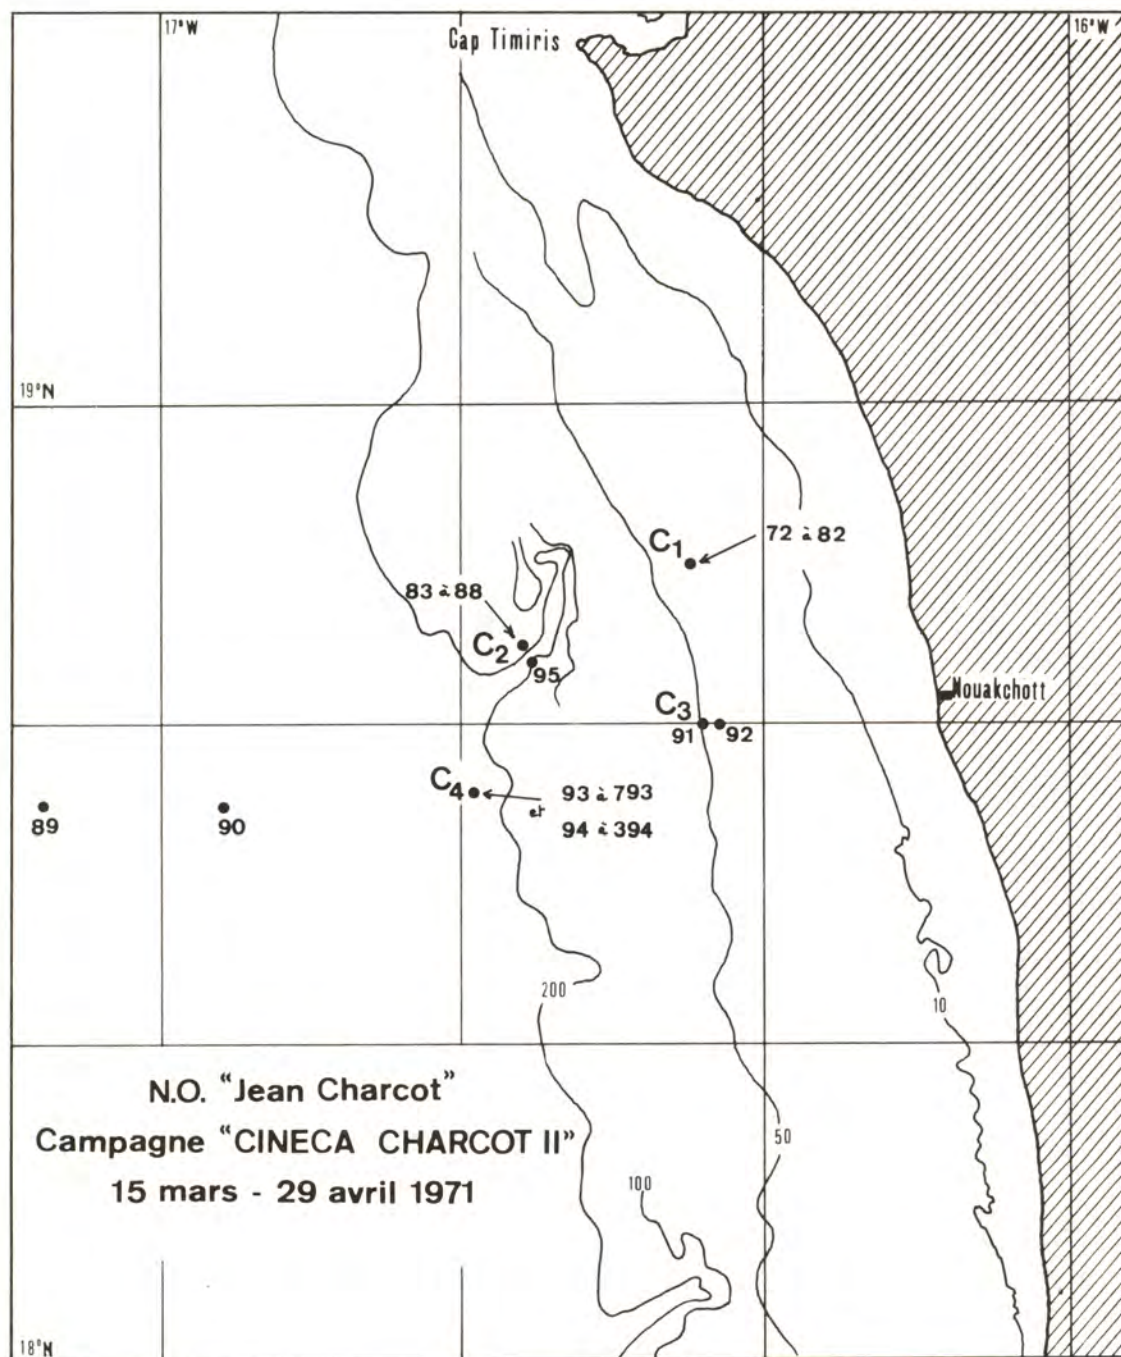 17°W
16°W
Cap Timiris
19°N
C1
72 à 82
83 à 88
C2
95
Nouakchott
C3
91
92
C4
93 à 793
et
94 à 394
89
90
200
10
N.O. "Jean Charcot"
Campagne "CINECA CHARCOT II"
15 mars - 29 avril 1971
50
100
18°N